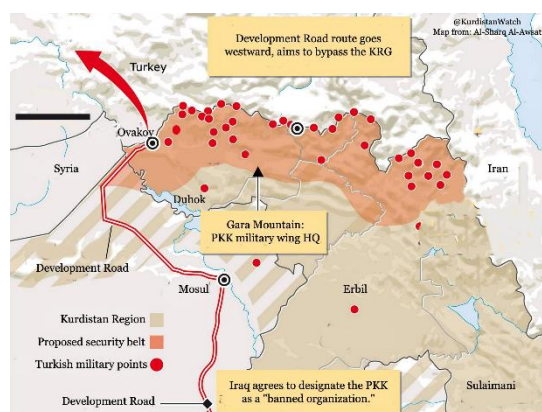 @KurdistanWatch
Map from: Al-Sharq Al-Awsat
Development Road route goes
westward, aims to bypass the KRG
Turkey
Ovakoy
Syria
Iran
Duhok
Gara Mountain:
PKK military wing HQ
Development Road
Mosul
Erbil
Kurdistan Region
Proposed security belt
Turkish military points
Iraq agrees to designate the PKK
as a "banned organization."
Sulaimani
Development Road